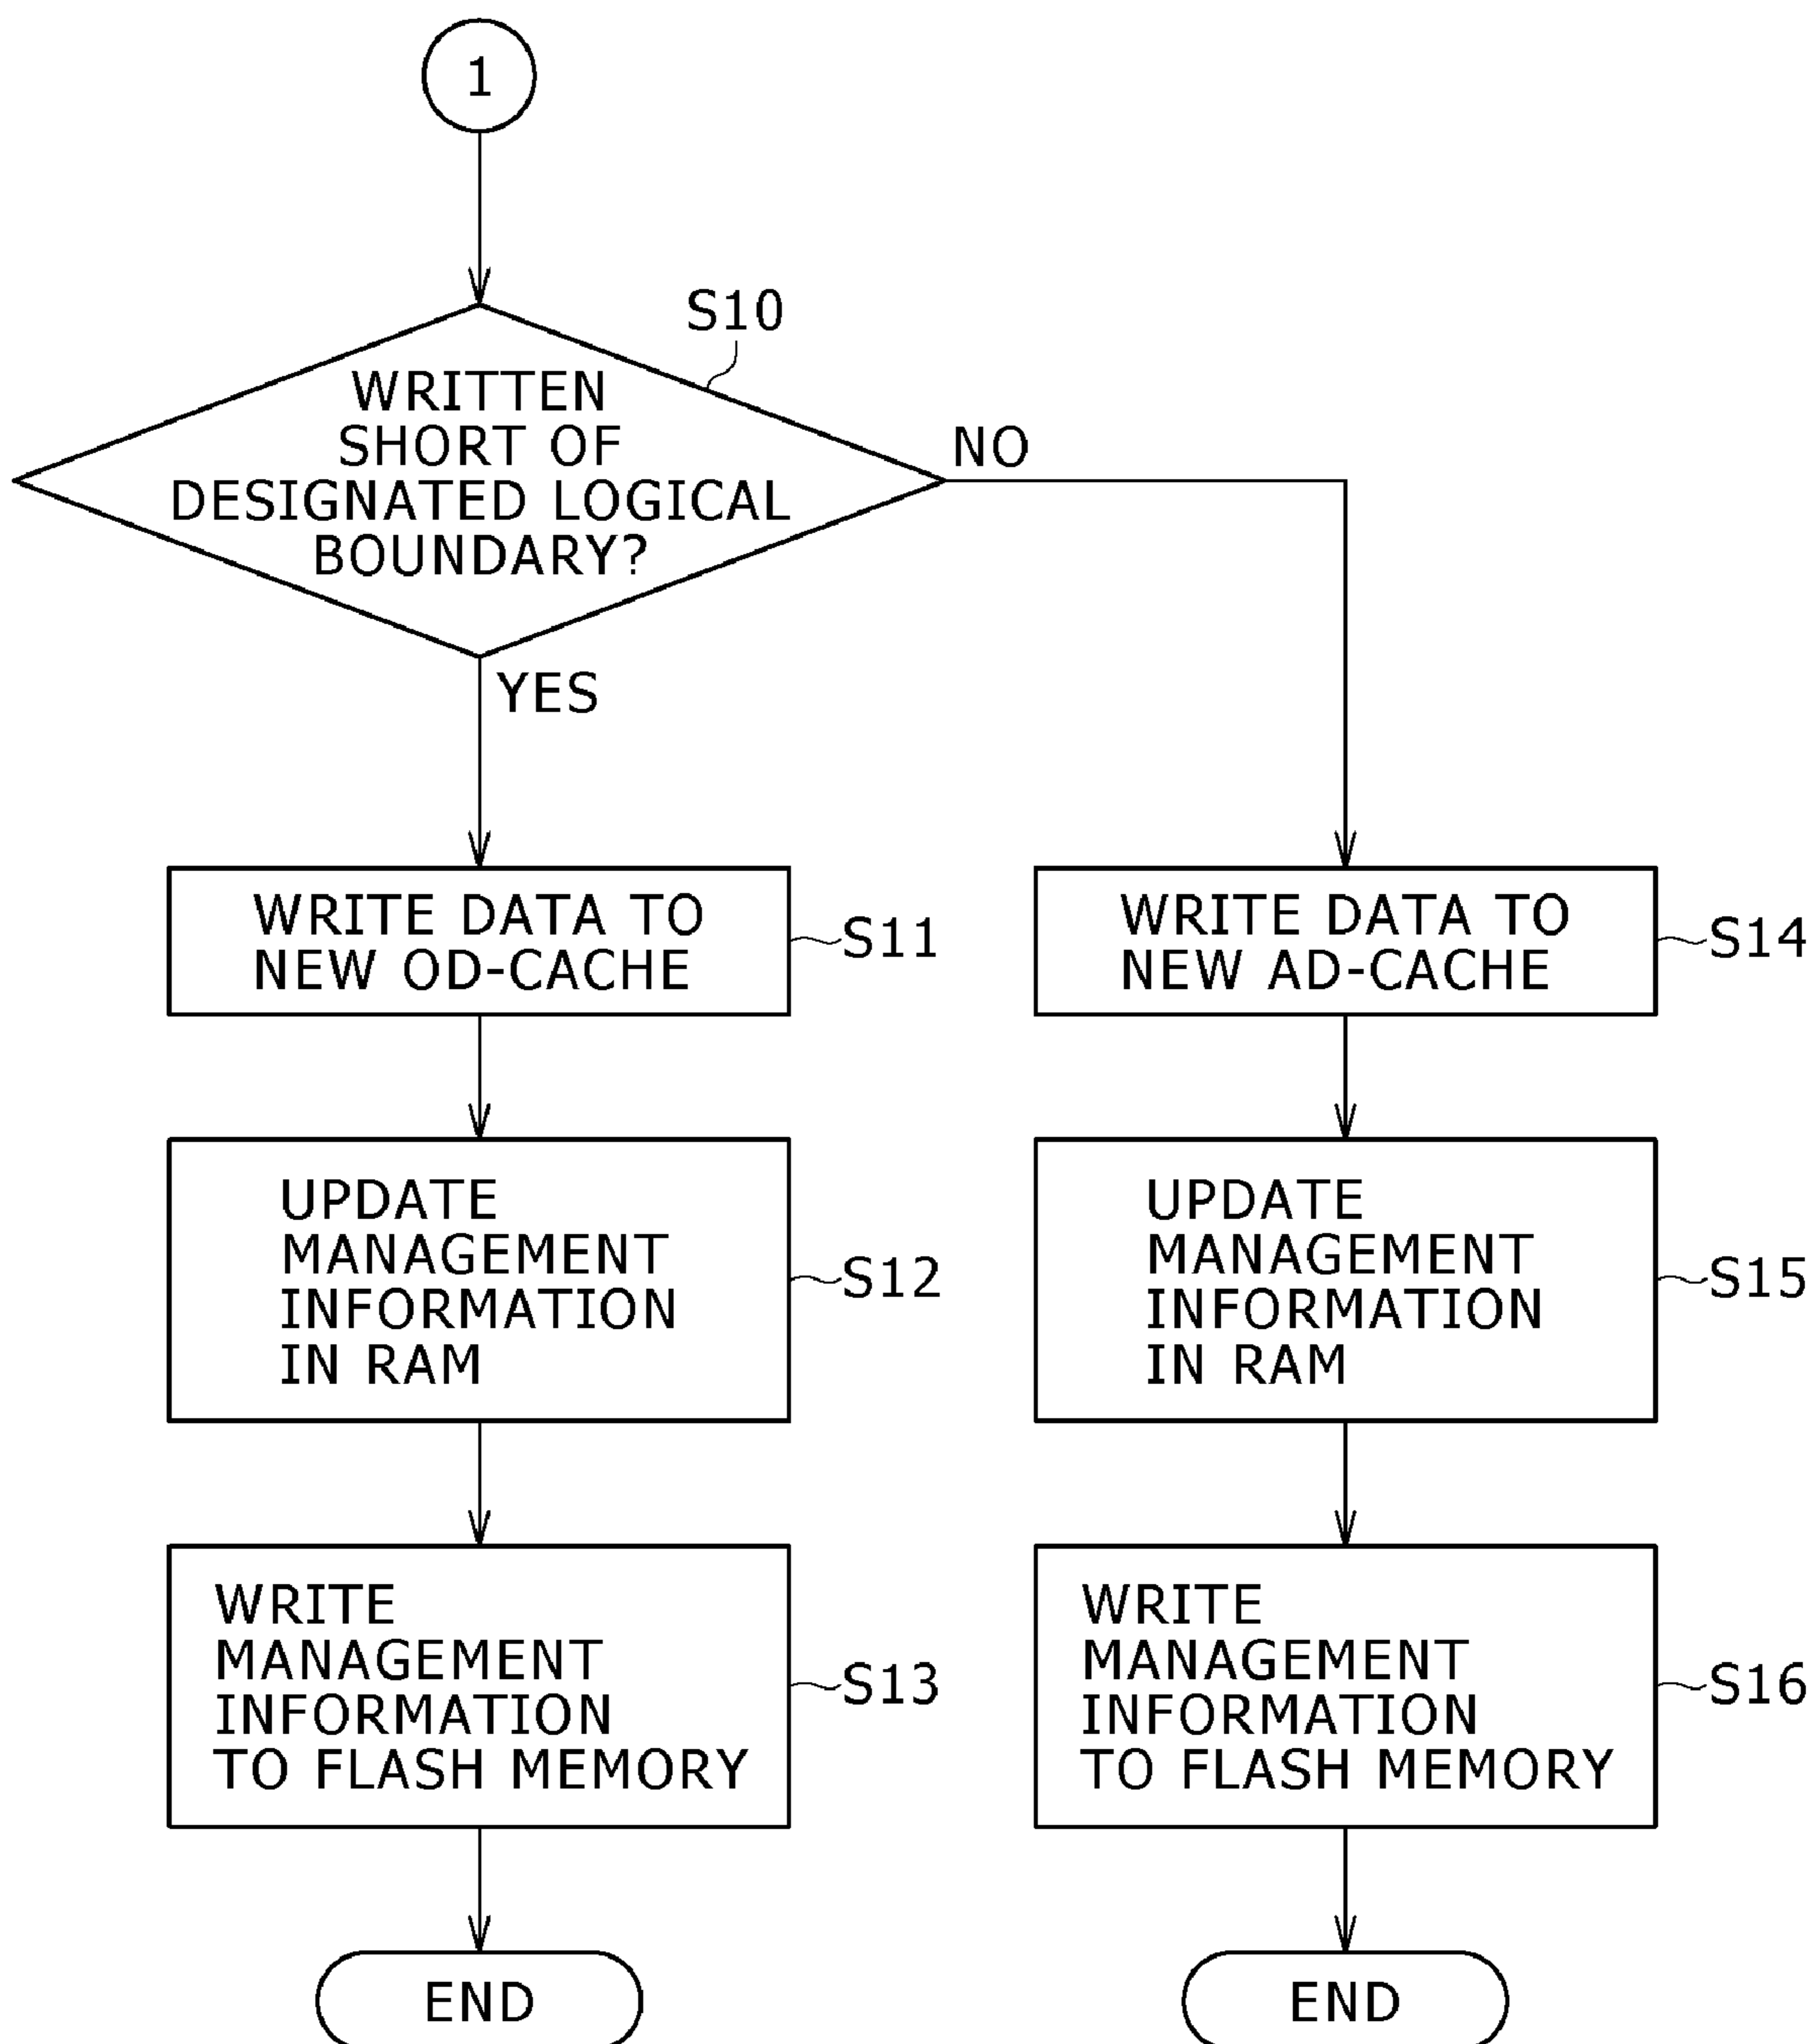 1
S10
WRITTEN
SHORT OF
DESIGNATED LOGICAL
BOUNDARY?
NO
YES
WRITE DATA TO
NEW OD-CACHE
S11
WRITE DATA TO
NEW AD-CACHE
S14
UPDATE
MANAGEMENT
INFORMATION
IN RAM
S12
UPDATE
MANAGEMENT
INFORMATION
IN RAM
S15
WRITE
MANAGEMENT
INFORMATION
TO FLASH MEMORY
S13
WRITE
MANAGEMENT
INFORMATION
TO FLASH MEMORY
S16
END
END